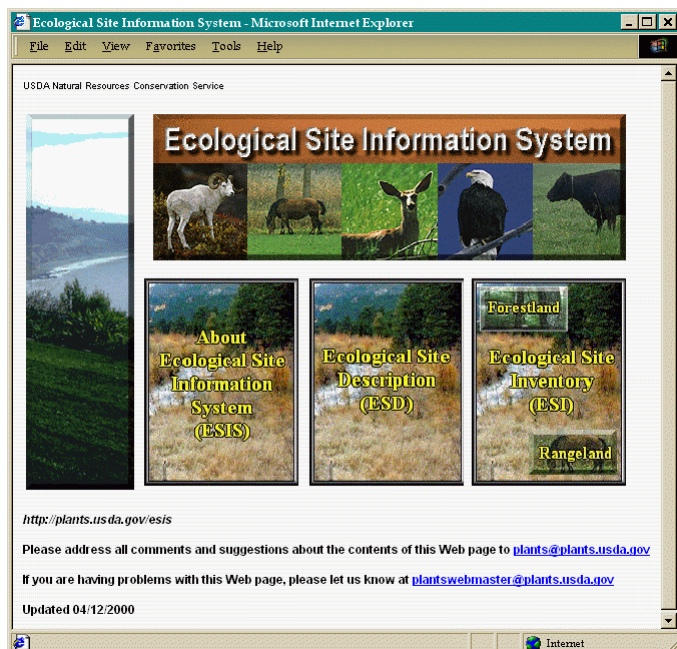 Ecological Site Information System - Microsoft Internet Explorer
File Edit View Favorites Tools Help
USDA Natural Resources Conservation Service
Ecological Site Information System
About
Ecological Site
Information
System
(ESIS)
Ecological Site
Description
(ESD)
Forestland
Ecological Site
Inventory
(ESI)
Rangeland
http://plants.usda.gov/esis
Please address all comments and suggestions about the contents of this Web page to plants@plants.usda.gov
If you are having problems with this Web page, please let us know at plantswebmaster@plants.usda.gov
Updated 04/12/2000
Internet